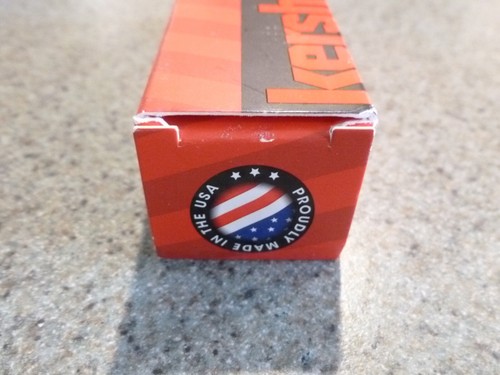 kersh
PROUDLY MADE IN THE USA